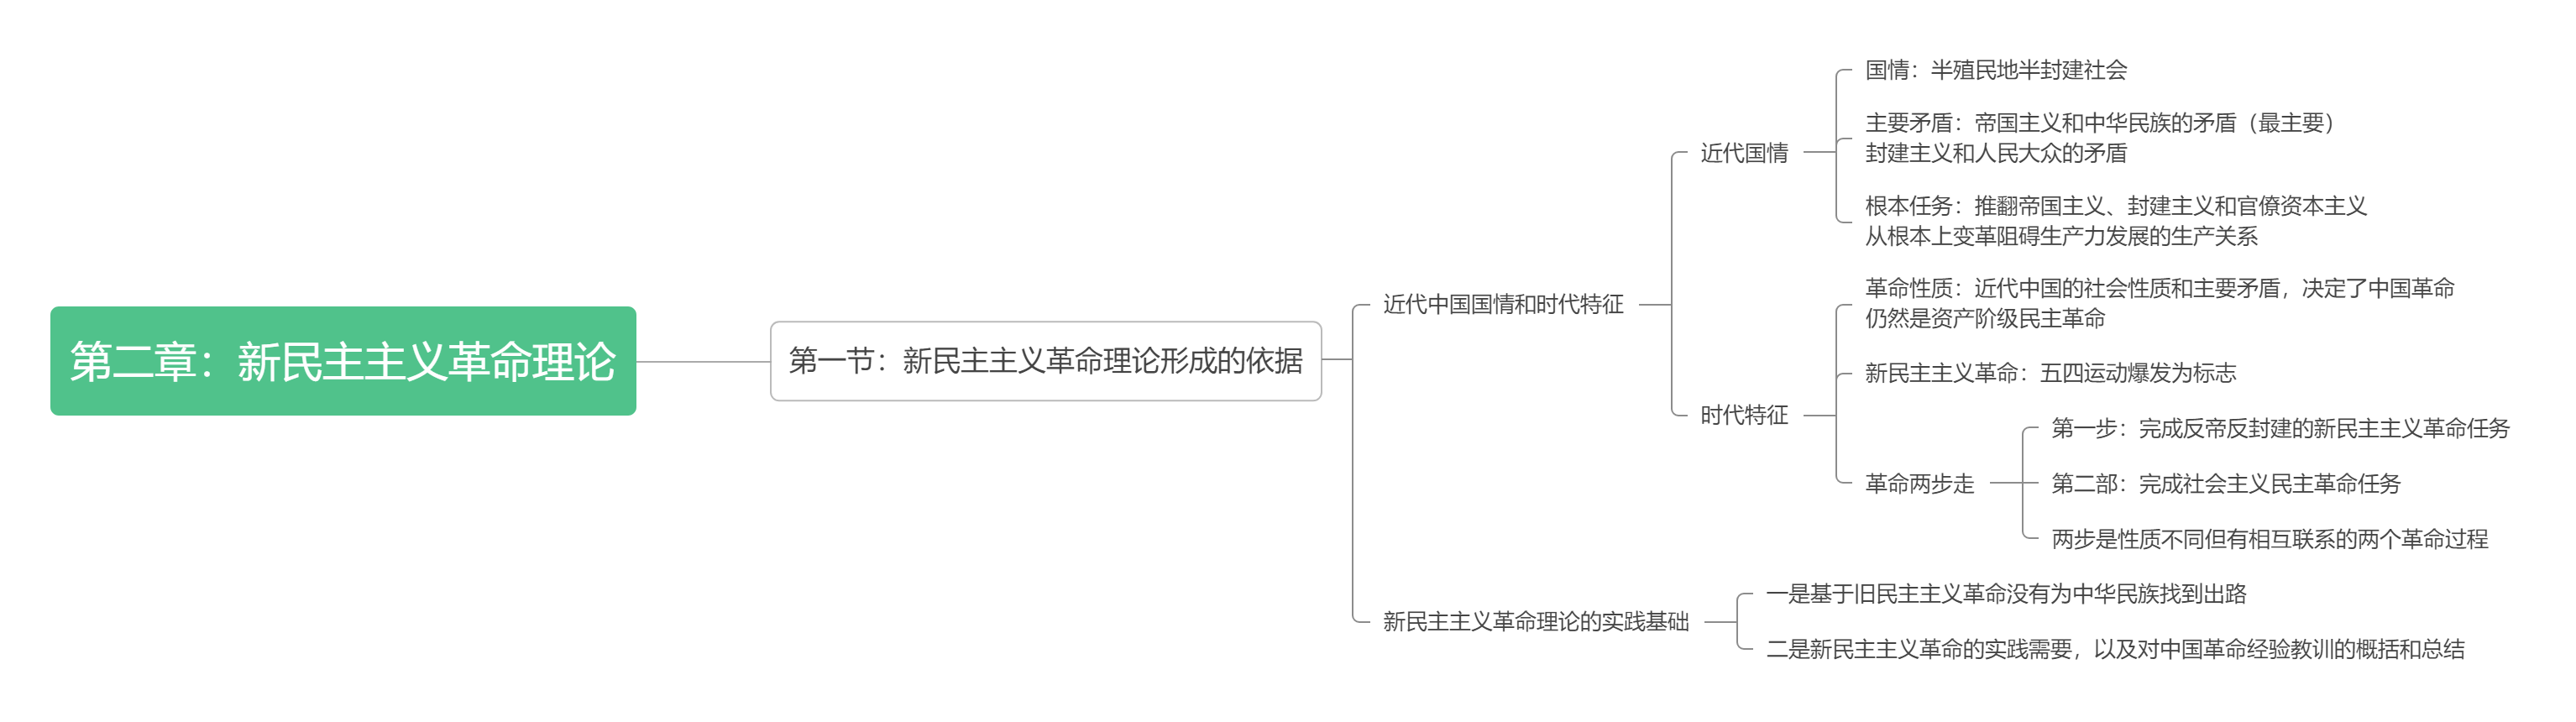 第二章：新民主主义革命理论
第一节：新民主主义革命理论形成的依据
近代中国国情和时代特征
近代国情
国情：半殖民地半封建社会
主要矛盾：帝国主义和中华民族的矛盾（最主要）
封建主义和人民大众的矛盾
根本任务：推翻帝国主义、封建主义和官僚资本主义
从根本上变革阻碍生产力发展的生产关系
时代特征
革命性质：近代中国的社会性质和主要矛盾，决定了中国革命
仍然是资产阶级民主革命
新民主主义革命：五四运动爆发为标志
革命两步走
第一步：完成反帝反封建的新民主主义革命任务
第二部：完成社会主义民主革命任务
两步是性质不同但有相互联系的两个革命过程
新民主主义革命理论的实践基础
一是基于旧民主主义革命没有为中华民族找到出路
二是新民主主义革命的实践需要，以及对中国革命经验教训的概括和总结